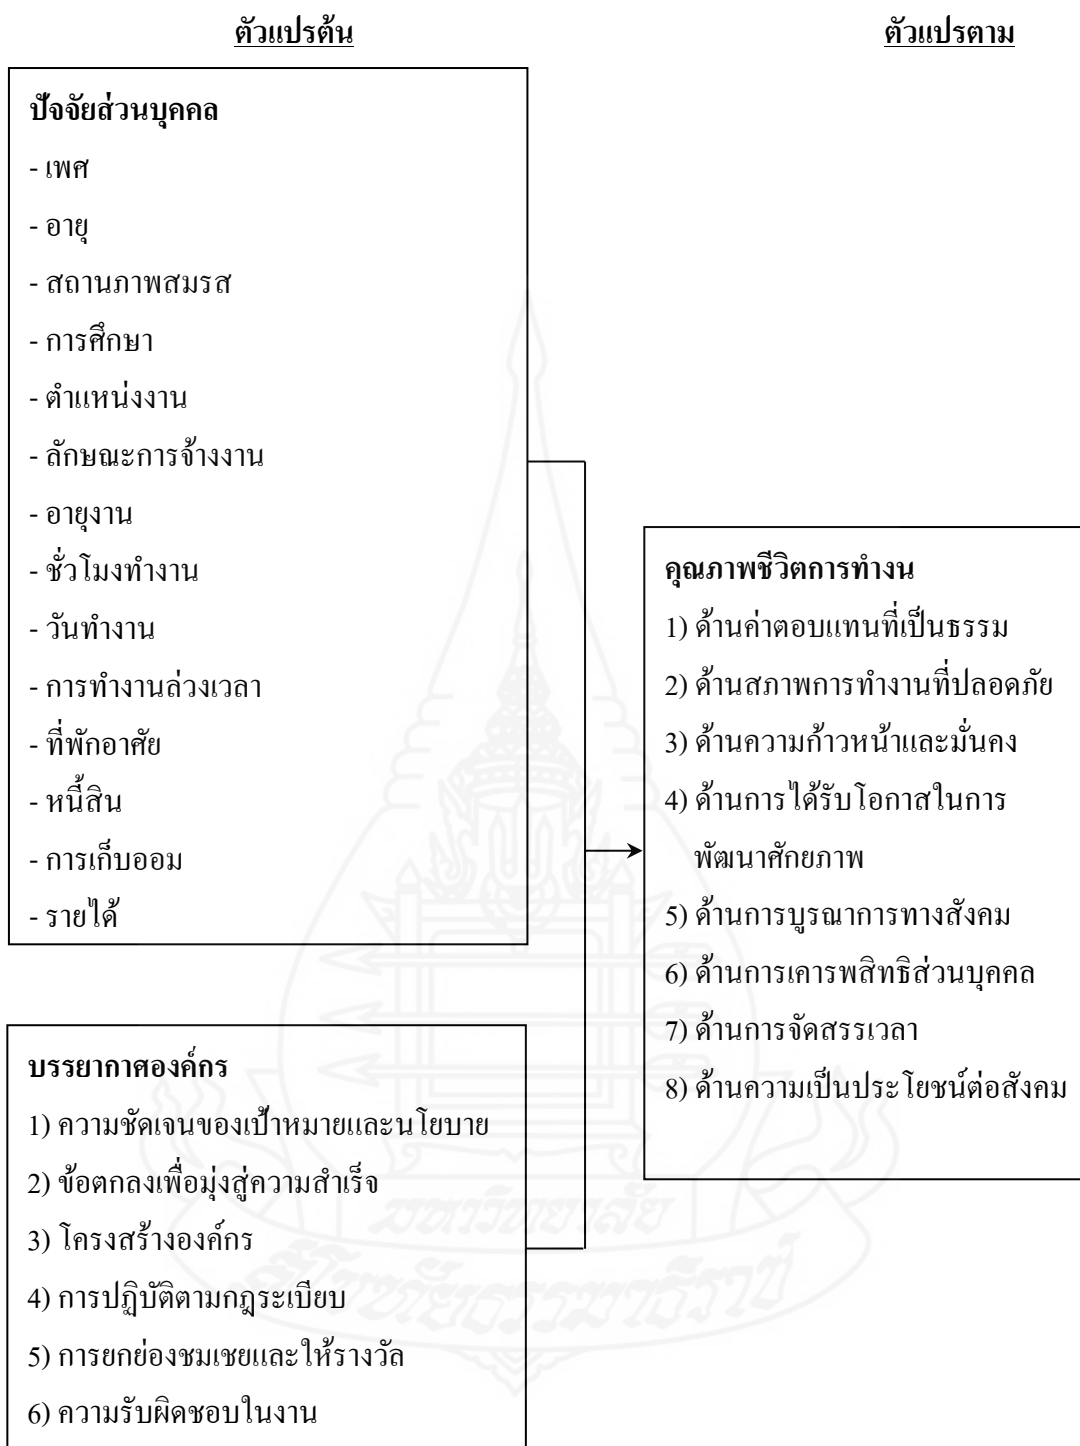 ตัวแปรต้น
ตัวแปรตาม
ปัจจัยส่วนบุคคล
- เพศ
- อายุ
- สถานภาพสมรส
- การศึกษา
- ตำแหน่งงาน
- ลักษณะการจ้างงาน
- อายุงาน
- ชั่วโมงทำงาน
- วันทำงาน
- การทำงานล่วงเวลา
- ที่พักอาศัย
- หนี้สิน
- การเก็บออม
- รายได้
คุณภาพชีวิตการทำงน
1) ด้านค่าตอบแทนที่เป็นธรรม
2) ด้านสภาพการทำงานที่ปลอดภัย
3) ด้านความก้าวหน้าและมั่นคง
4) ด้านการได้รับโอกาสในการ
พัฒนาศักยภาพ
5) ด้านการบูรณาการทางสังคม
6) ด้านการเคารพสิทธิส่วนบุคคล
7) ด้านการจัดสรรเวลา
8) ด้านความเป็นประโยชน์ต่อสังคม
บรรยากาศองค์กร
1) ความชัดเจนของเป้าหมายและนโยบาย
2) ข้อตกลงเพื่อมุ่งสู่ความสำเร็จ
3) โครงสร้างองค์กร
4) การปฏิบัติตามกฎระเบียบ
5) การยกย่องชมเชยและให้รางวัล
6) ความรับผิดชอบในงาน
มหาวิทยาลัย
สุโขทัยธรรมาธิราช